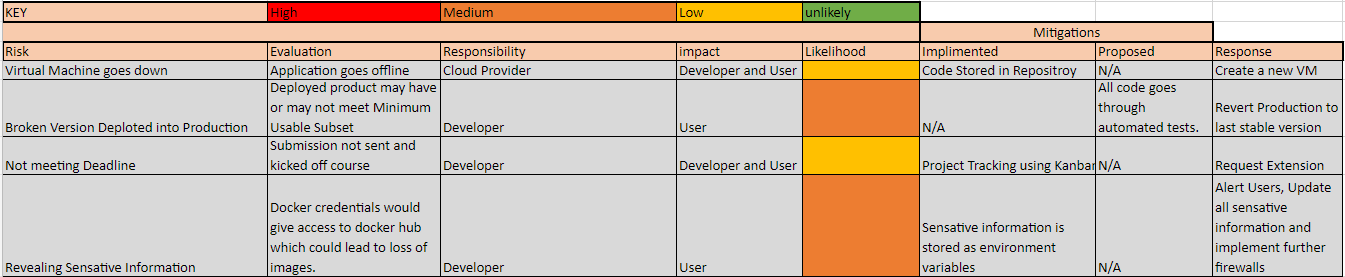 KEY High Medium Low unlikely
Mitigations
Risk Evaluation Responsibility impact Likelihood Implimented Proposed Response
Virtual Machine goes down Application goes offline Cloud Provider Developer and User Code Stored in Repositroy N/A Create a new VM
Deployed product may have
or may not meet Minimum
Usable Subset
Broken Version Deploted into Production
Developer
User
N/A
All code goes
through
automated tests.
Revert Production to
last stable version
Submission not sent and
kicked off course
Not meeting Deadline
Developer
Developer and User
Project Tracking using Kanbar
N/A
Request Extension
Docker credentials would
give access to docker hub
which could lead to loss of
images.
Revealing Sensative Information
Developer
User
Sensative information is
stored as environment
variables
N/A
Alert Users, Update
all sensative
information and
implement further
firewalls